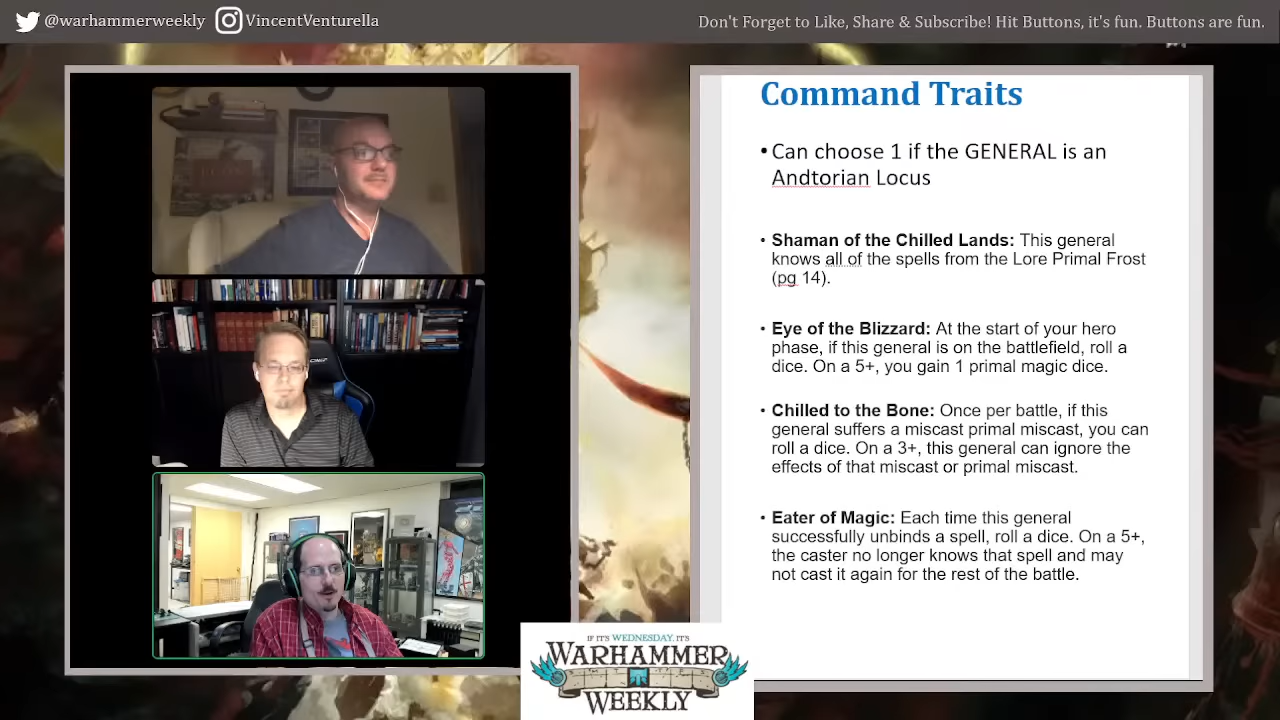 @warhammerweekly VincentVenturella
Don't Forget to Like, Share & Subscribe! Hit Buttons, it's fun. Buttons are fun.
Command Traits
• Can choose 1 if the GENERAL is an
Andtorian Locus
• Shaman of the Chilled Lands: This general
knows all of the spells from the Lore Primal Frost
(pg 14).
• Eye of the Blizzard: At the start of your hero
phase, if this general is on the battlefield, roll a
dice. On a 5+, you gain 1 primal magic dice.
• Chilled to the Bone: Once per battle, if this
general suffers a miscast primal miscast, you can
roll a dice. On a 3+, this general can ignore the
effects of that miscast or primal miscast.
• Eater of Magic: Each time this general
successfully unbinds a spell, roll a dice. On a 5+,
the caster no longer knows that spell and may
not cast it again for the rest of the battle.
IF IT'S WEDNESDAY, IT'S
WARHAMMER
WEEKLY